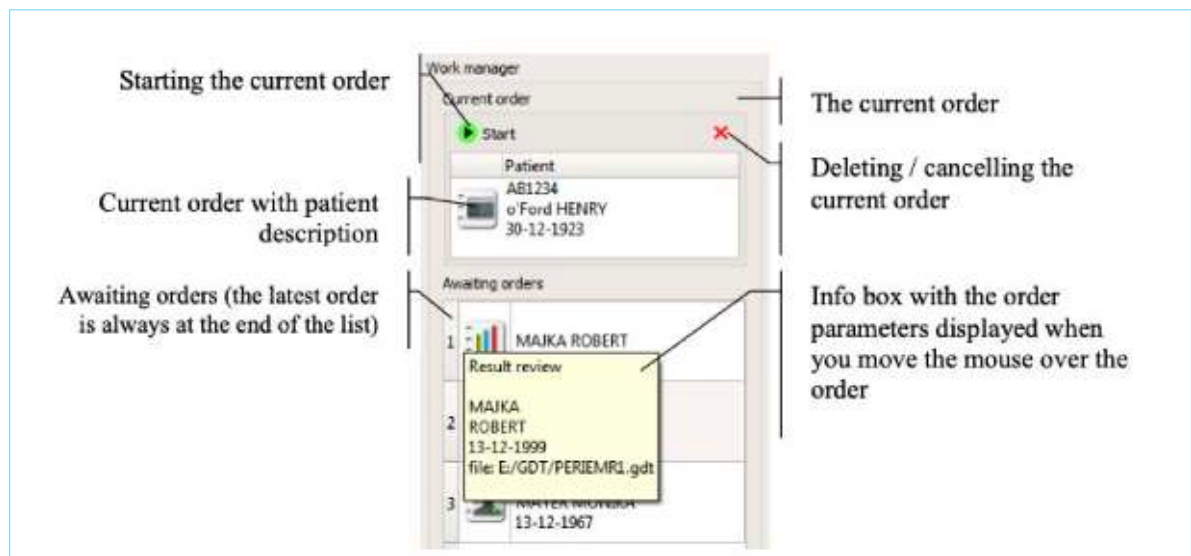 Starting the current order
Current order with patient
description
Awaiting orders (the latest order
is always at the end of the list)
Work manager
Current order
Start
Patient
AB1234
o'Ford HENRY
30-12-1923
Awaiting orders
1 MAJKA ROBERT
Result review
MAJKA
ROBERT
13-12-1999
file: E:/GDT/PERIEMR1.gdt
2
3
13-12-1967
The current order
Deleting / cancelling the
current order
Info box with the order
parameters displayed when
you move the mouse over the
order